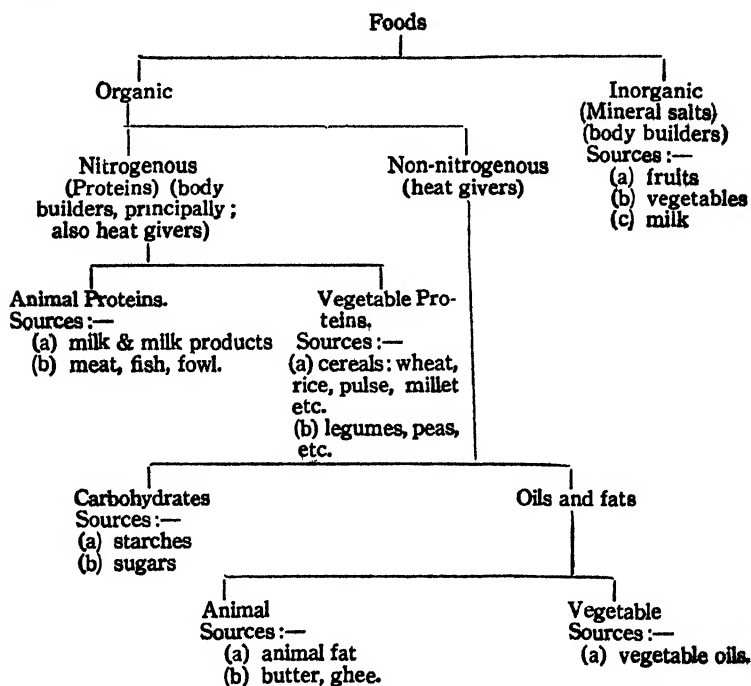 Foods
Organic
Inorganic
(Mineral salts)
(body builders)
Sources :—
(a) fruits
(b) vegetables
(c) milk
Nitrogenous
(Proteins) (body
builders, principally ;
also heat givers)
Non-nitrogenous
(heat givers)
Animal Proteins.
Sources :—
(a) milk & milk products
(b) meat, fish, fowl.
Vegetable Pro-
teins.
Sources :—
(a) cereals : wheat,
rice, pulse, millet
etc.
(b) legumes, peas,
etc.
Carbohydrates
Sources :—
(a) starches
(b) sugars
Oils and fats
Animal
Sources :—
(a) animal fat
(b) butter, ghee.
Vegetable
Sources :—
(a) vegetable oils.